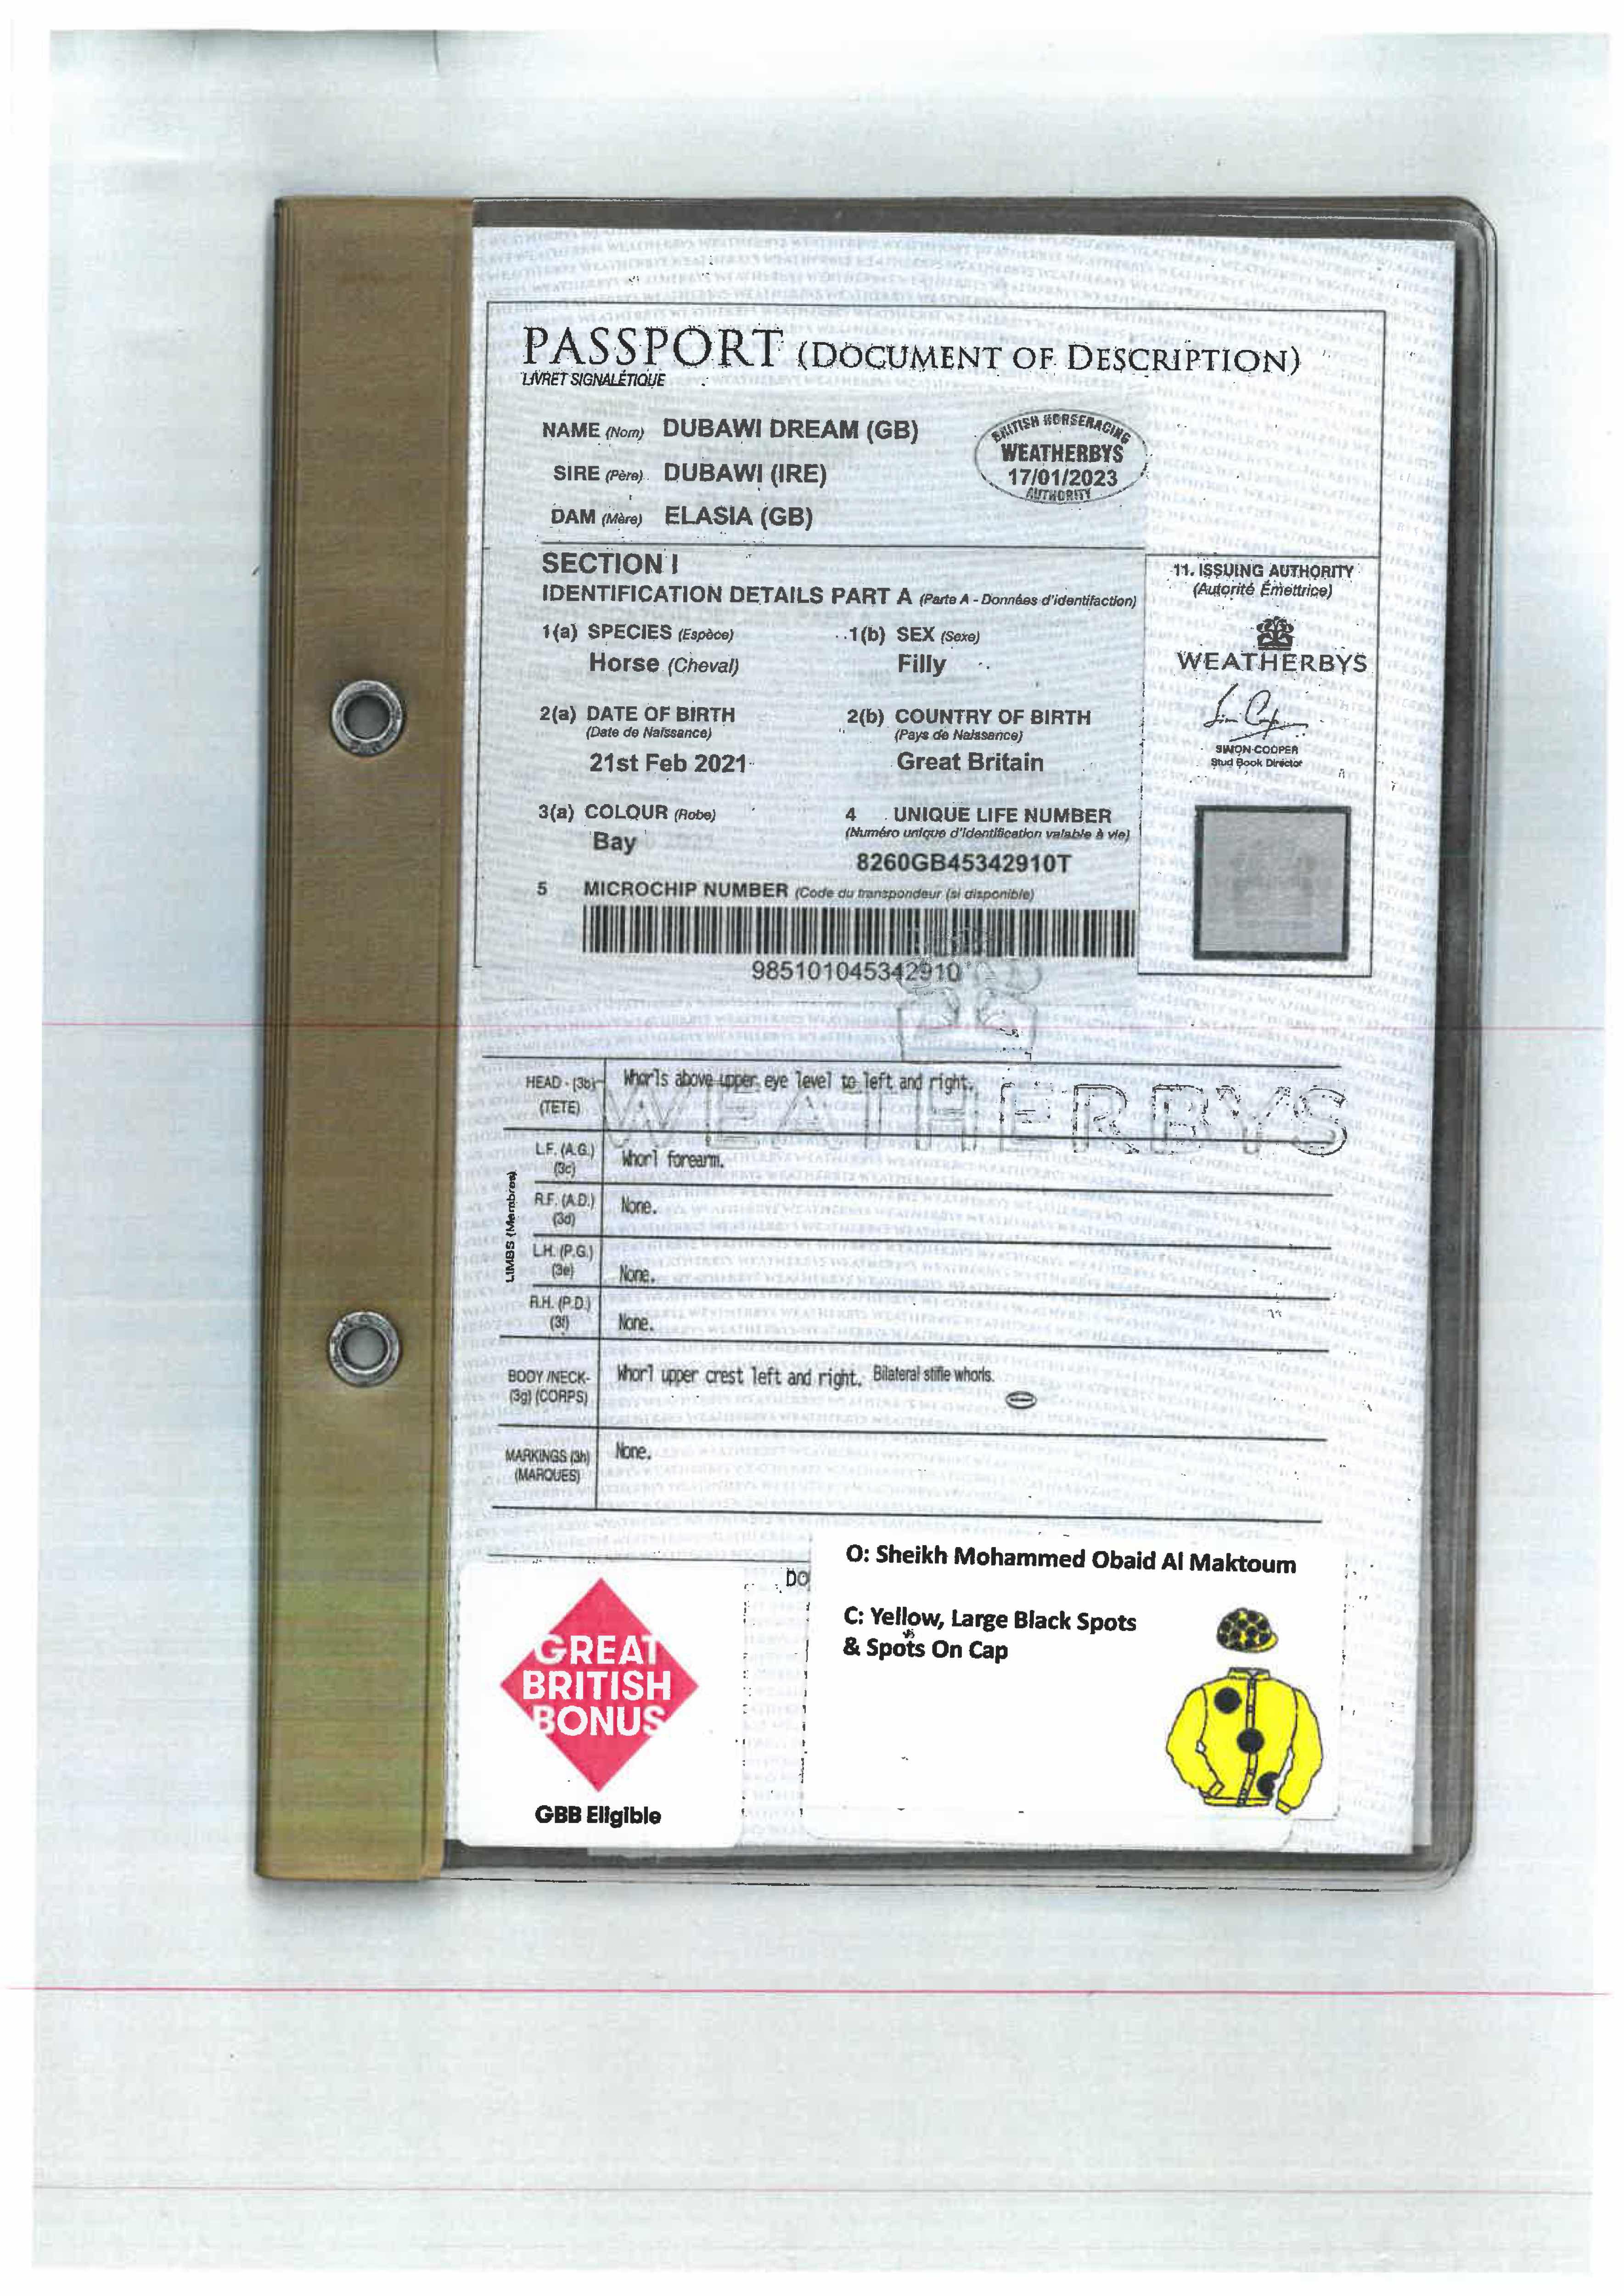 PASSPORT (DOCUMENT OF DESCRIPTION)
LIVRET SIGNALÉTIQUE
NAME (Nom) DUBAWI DREAM (GB)
SIRE (Père) DUBAWI (IRE)
DAM (Mère) ELASIA (GB)
BRITISH HORSERACING
WEATHERBYS
17/01/2023
AUTHORITY
SECTION I
IDENTIFICATION DETAILS PART A (Parte A - Données d'identifaction)
1(a) SPECIES (Espèce) 1(b) SEX (Sexe)
Horse (Cheval) Filly
2(a) DATE OF BIRTH 2(b) COUNTRY OF BIRTH
(Date de Naissance) (Pays de Naissance)
21st Feb 2021 Great Britain
3(a) COLOUR (Robe) 4 UNIQUE LIFE NUMBER
(Numéro unique d'identification valable à vie)
Bay
8260GB45342910T
5 MICROCHIP NUMBER (Code du transpondeur (si disponible)
985101045342910
11. ISSUING AUTHORITY
(Autorité Émettrice)
WEATHERBYS
SIMON COOPER
Stud Book Director
WEATHERBYS
HEAD - (3b) Whorls above upper eye level to left and right.
(TETE)
LIMBS (Membres)
L.F. (A.G.)
(3c) Whorl forearm.
R.F. (A.D.) None.
(3d)
L.H. (P.G.)
(3e) None.
R.H. (P.D.)
(3f) None.
BODY /NECK- Whorl upper crest left and right. Bilateral stifle whorls.
(3g) (CORPS)
MARKINGS (3h) None.
(MARQUES)
DO
GREAT
BRITISH
BONUS
GBB Eligible
O: Sheikh Mohammed Obaid Al Maktoum
C: Yellow, Large Black Spots
& Spots On Cap